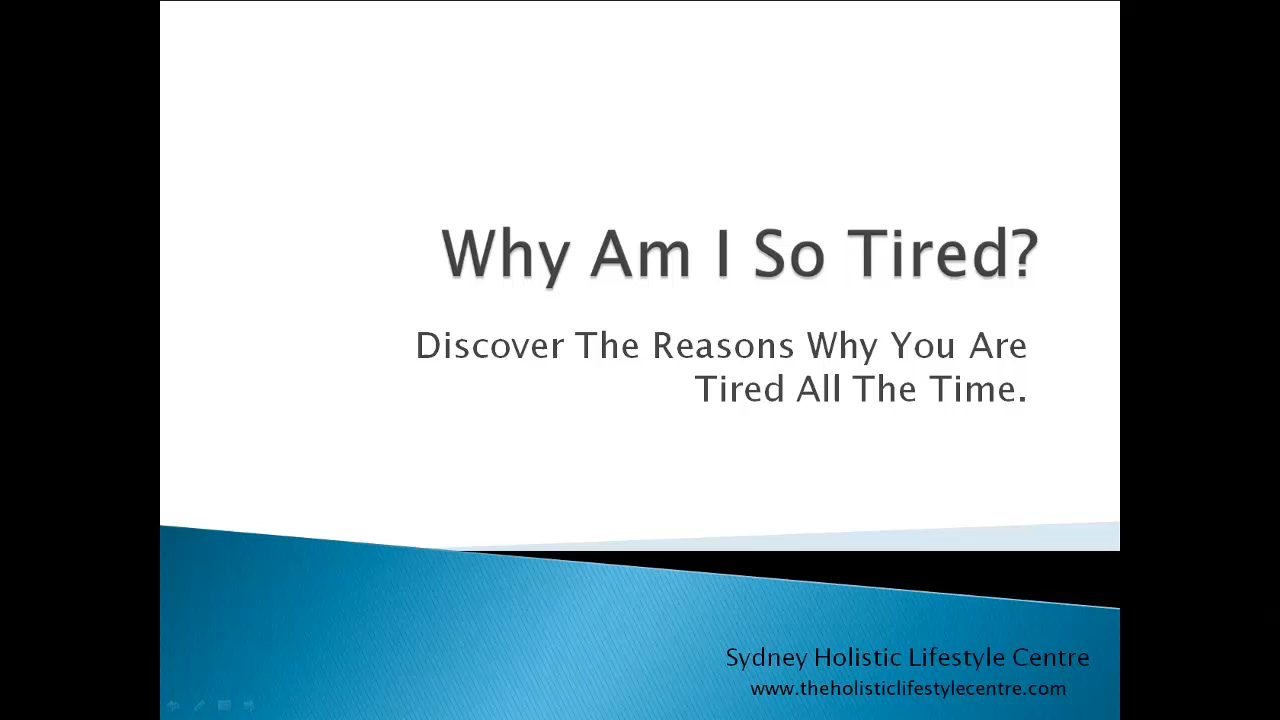 Why Am I So Tired?
Discover The Reasons Why You Are
Tired All The Time.
Sydney Holistic Lifestyle Centre
www.theholisticlifestylecentre.com